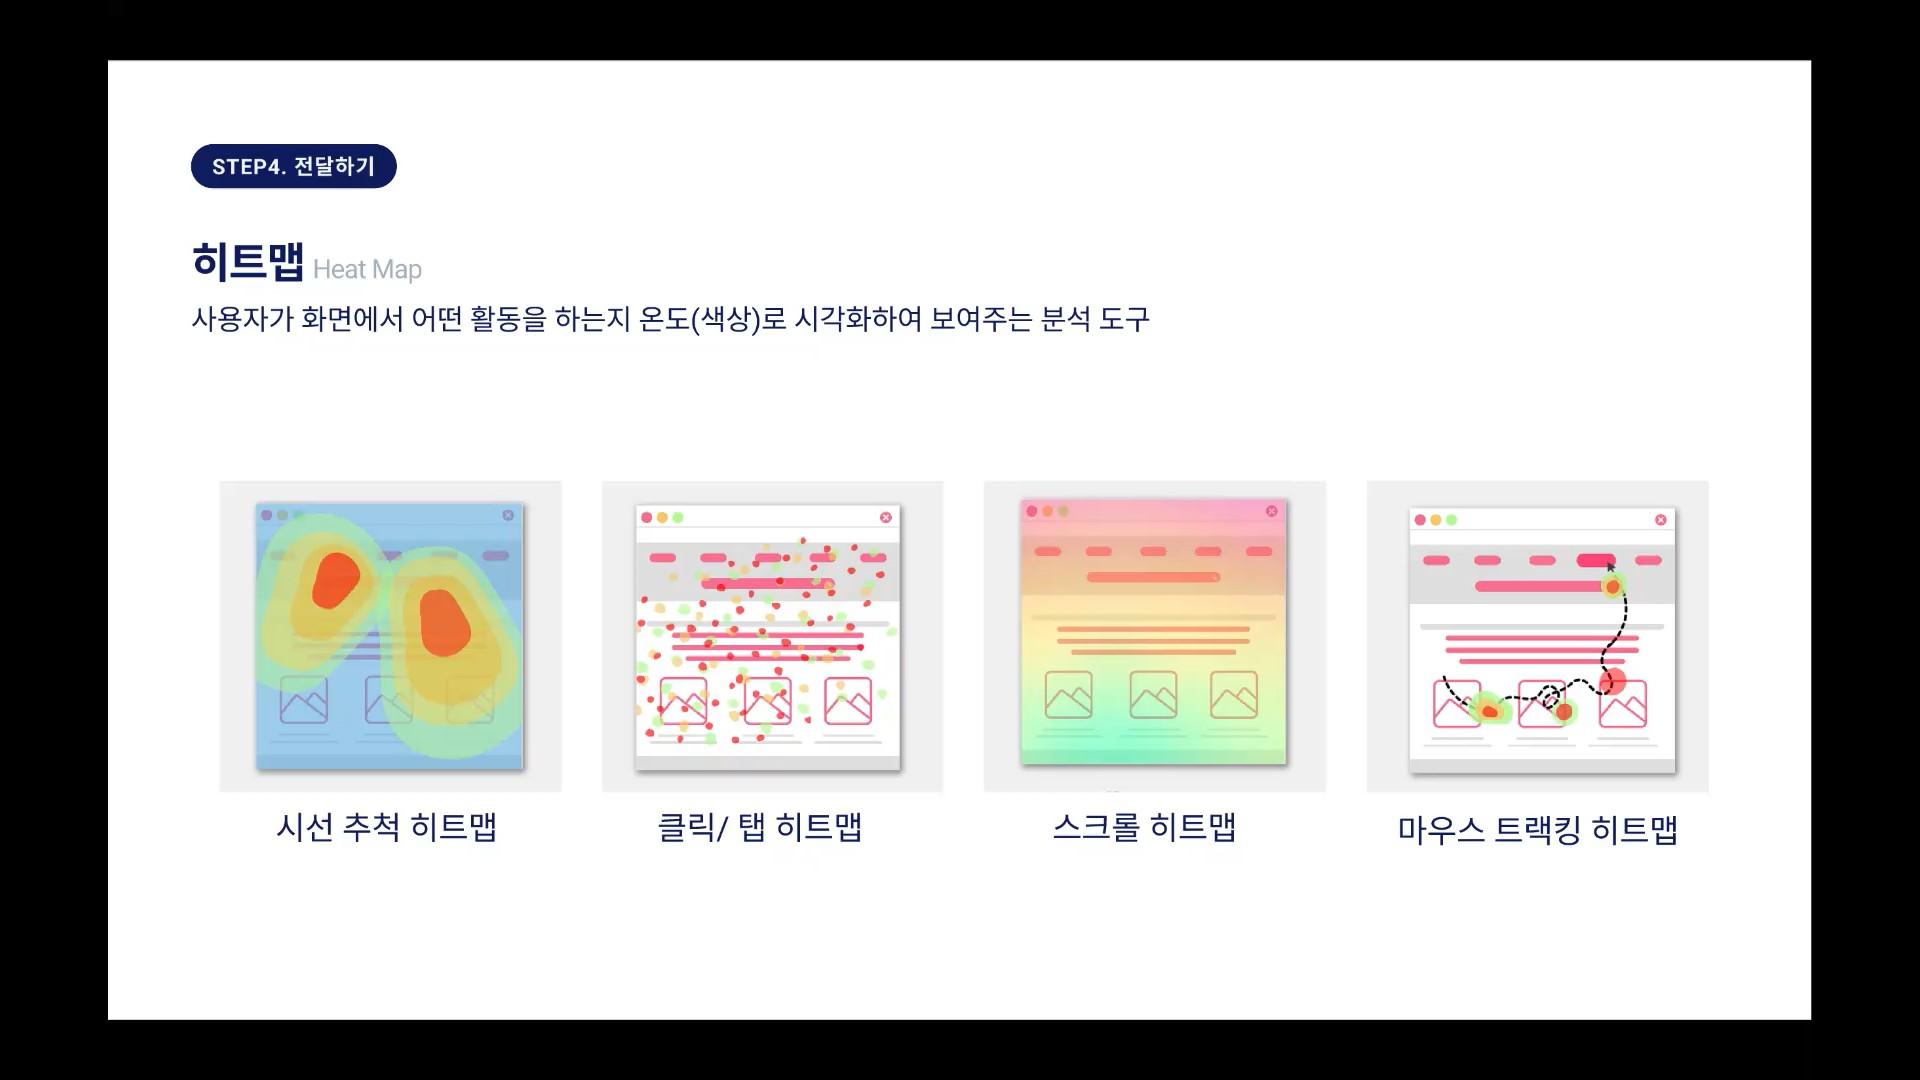 STEP4. 전달하기
히트맵 Heat Map
사용자가 화면에서 어떤 활동을 하는지 온도(색상)로 시각화하여 보여주는 분석 도구
시선 추척 히트맵
클릭/ 탭 히트맵
스크롤 히트맵
마우스 트랙킹 히트맵